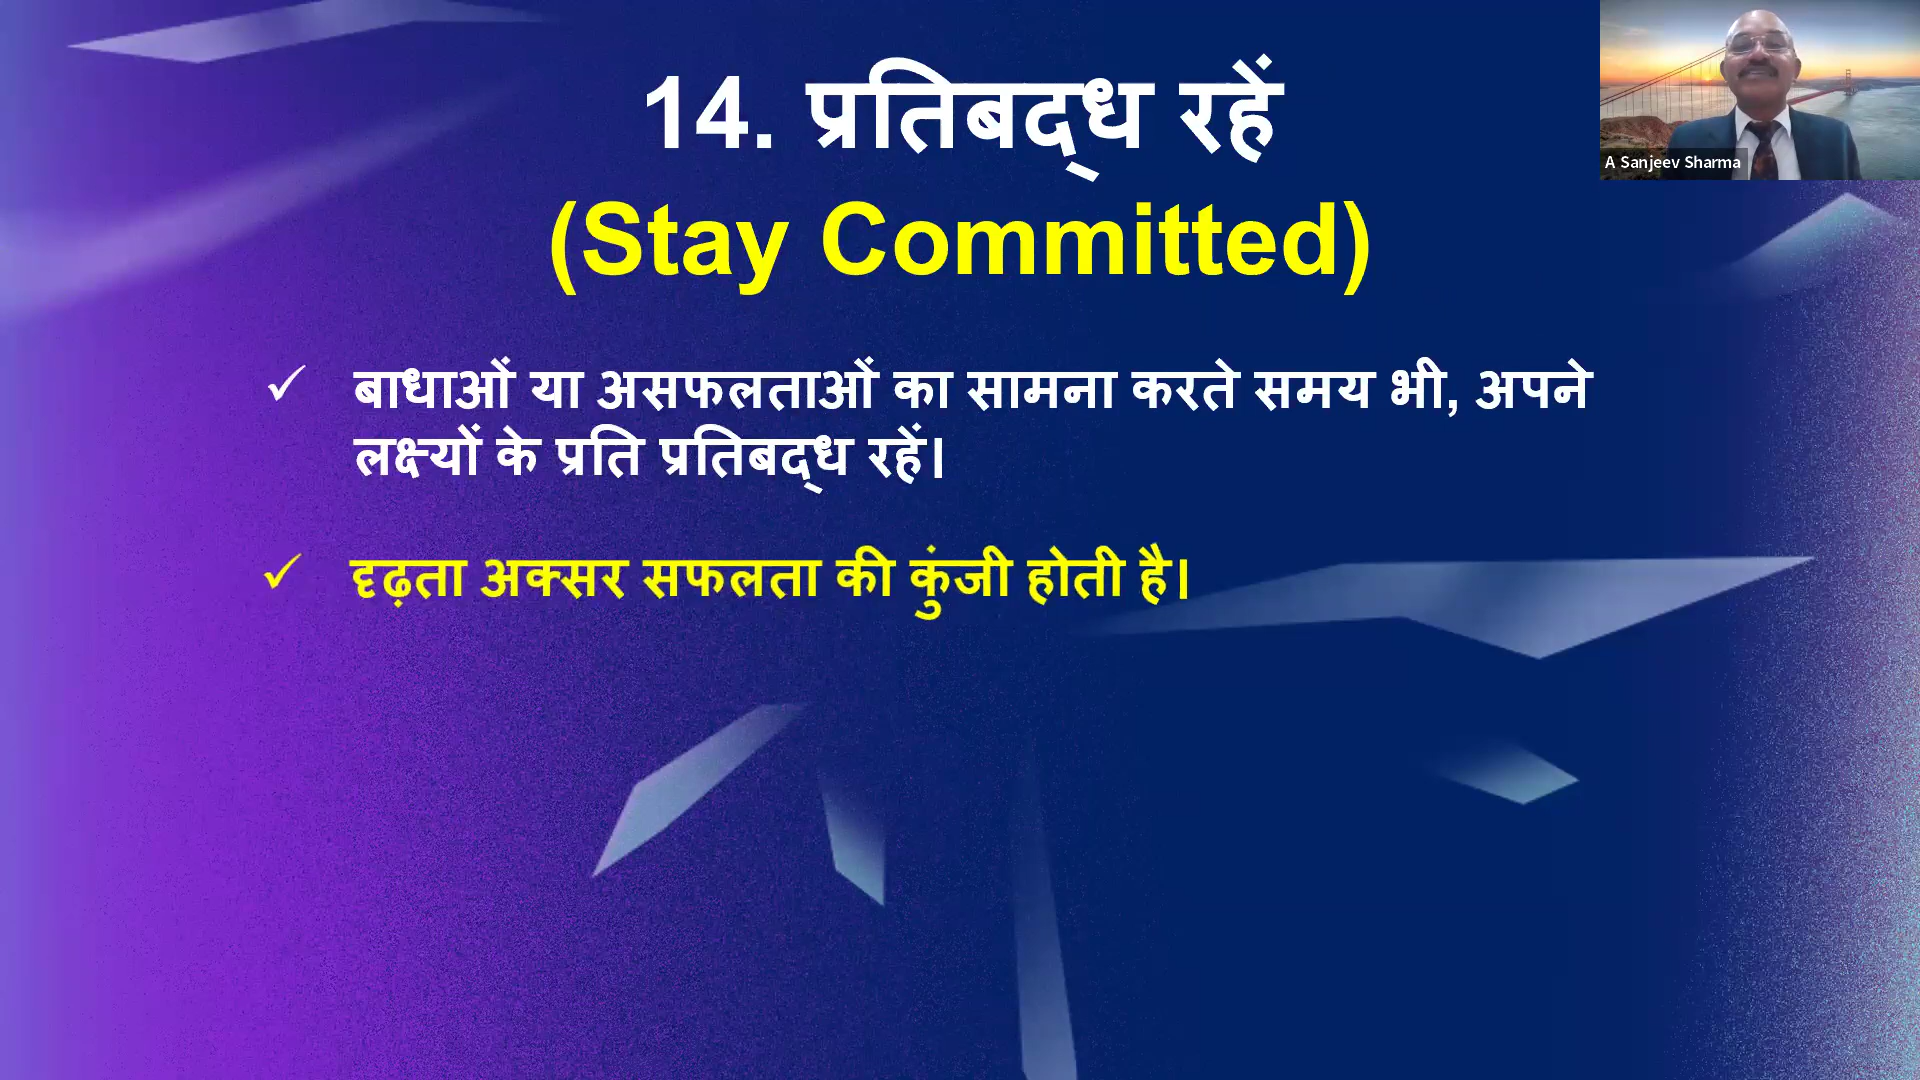 14. प्रतिबद्ध रहें
(Stay Committed)
A Sanjeev Sharma
✓ बाधाओं या असफलताओं का सामना करते समय भी, अपने
लक्ष्यों के प्रति प्रतिबद्ध रहें।
✓ दृढ़ता अक्सर सफलता की कुंजी होती है।